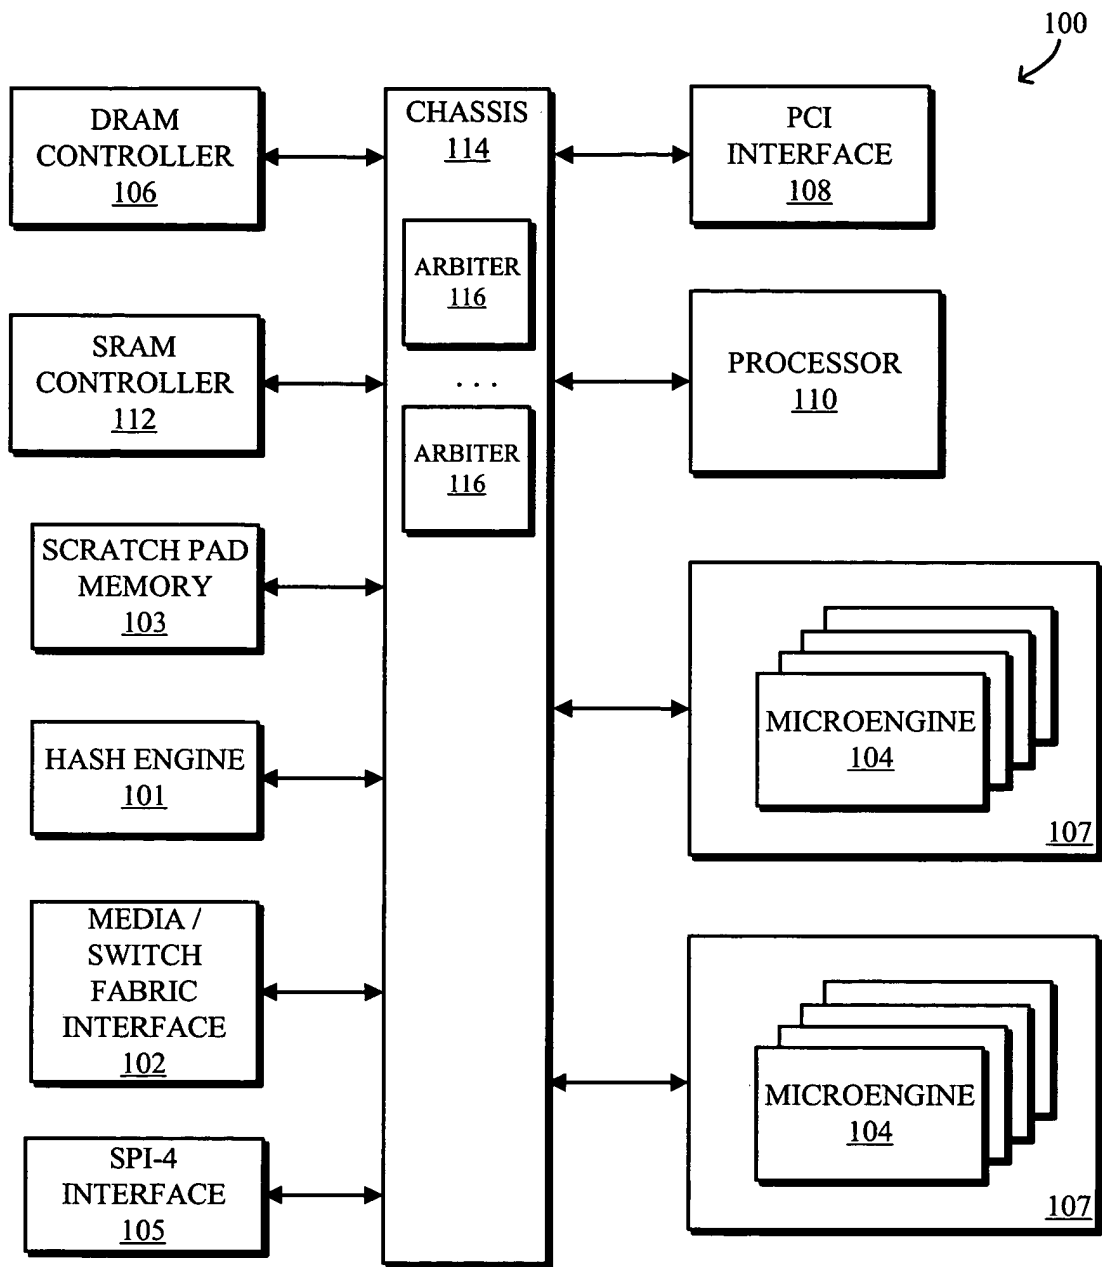 100
DRAM
CONTROLLER
106
SRAM
CONTROLLER
112
SCRATCH PAD
MEMORY
103
HASH ENGINE
101
MEDIA /
SWITCH
FABRIC
INTERFACE
102
SPI-4
INTERFACE
105
CHASSIS
114
ARBITER
116
. . .
ARBITER
116
PCI
INTERFACE
108
PROCESSOR
110
MICROENGINE
104
107
MICROENGINE
104
107